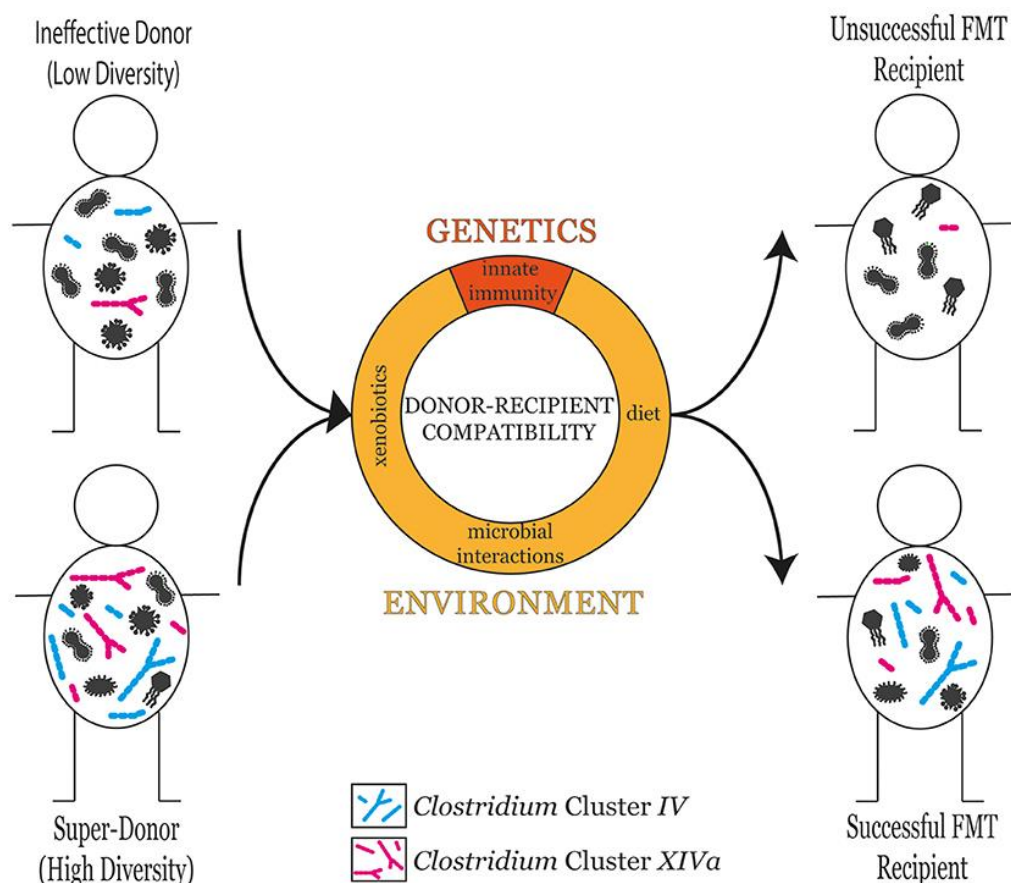 Ineffective Donor
(Low Diversity)
Unsuccessful FMT
Recipient
GENETICS
innate
immunity
xenobiotics
DONOR-RECIPIENT
COMPATIBILITY
diet
microbial
interactions
ENVIRONMENT
Super-Donor
(High Diversity)
Clostridium Cluster IV
Clostridium Cluster XIVa
Successful FMT
Recipient